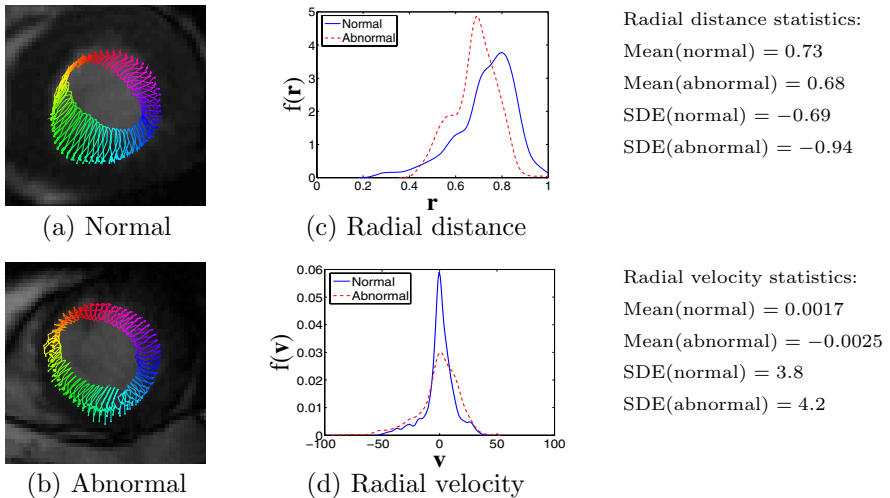 (a) Normal
Normal
Abnormal
5
4
3
2
1
0
f(r)
0
0.2
0.4
0.6
0.8
1
r
(c) Radial distance
Radial distance statistics:
Mean(normal) = 0.73
Mean(abnormal) = 0.68
SDE(normal) = −0.69
SDE(abnormal) = −0.94
(b) Abnormal
Normal
Abnormal
0.06
0.05
0.04
0.03
0.02
0.01
0
f(v)
−100
−50
0
50
100
v
(d) Radial velocity
Radial velocity statistics:
Mean(normal) = 0.0017
Mean(abnormal) = −0.0025
SDE(normal) = 3.8
SDE(abnormal) = 4.2